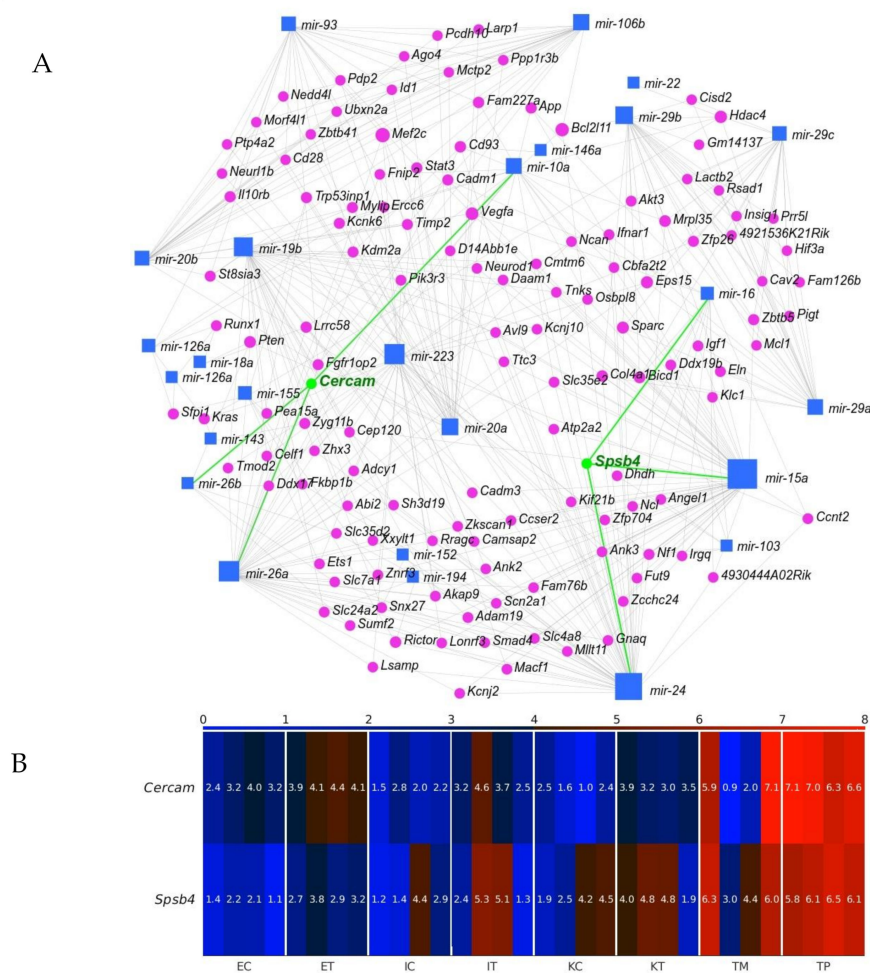 A
mir-93
mir-106b
Pcdh10
Larp1
Ago4
Ppp1r3b
Mctp2
mir-22
Pdp2
Id1
Nedd4l
Fam227a
App
Cisd2
Ubxn2a
mir-29b
Hdac4
Morf4l1
Zbtb41
Mef2c
Bcl2l11
mir-29c
Ptp4a2
Cd93
mir-146a
Gm14137
Cd28
Stat3
mir-10a
Neurl1b
Fnip2
Cadm1
Lactb2
Rsad1
Il10rb
Trp53inp1
Akt3
Mylip
Ercc6
Vegfa
Insig1
Prr5l
Kcnk6
Timp2
Mrpl35
4921536K21Rik
Ifnar1
Ncan
Zfp26
Hif3a
mir-19b
Kdm2a
D14Abb1e
mir-20b
Cmtm6
Neurod1
Cbfa2t2
St8sia3
Pik3r3
Daam1
Eps15
Cav2
Fam126b
Tnks
mir-16
Osbpl8
Zbtb5
Pigt
Runx1
Lrrc58
Avl9
Kcnj10
Sparc
Pten
mir-126a
Igf1
Mcl1
mir-223
mir-18a
Fgfr1op2
Ttc3
Ddx19b
Eln
mir-126a
Cercam
Slc35e2
Col4a1
Bicd1
mir-155
Klc1
mir-29a
Sfpi1
Kras
Pea15a
Zyg11b
mir-20a
Atp2a2
mir-143
Cep120
Zhx3
Celf1
Spsb4
Tmod2
Adcy1
Dhdh
mir-15a
mir-26b
Ddx17
Fkbp1b
Cadm3
Abi2
Sh3d19
Kif21b
Ncl
Angel1
Ccser2
Zfp704
Ccnt2
Zkscan1
Slc35d2
Xxylt1
Rragc
Camsap2
mir-103
mir-152
Ank3
Nf1
Irgq
Ets1
Ank2
mir-26a
Slc7a1
Znrf3
mir-194
Fut9
4930444A02Rik
Fam76b
Akap9
Scn2a1
Zcchc24
Slc24a2
Snx27
Sumf2
Adam19
Rictor
Lonrf3
Smad4
Slc4a8
Gnaq
Mllt11
Lsamp
Macf1
mir-24
Kcnj2
0 1 2 3 4 5 6 7 8
B
Cercam 2.4 3.2 4.0 3.2 3.9 4.1 4.4 4.1 1.5 2.8 2.0 2.2 3.2 4.6 3.7 2.5 2.5 1.6 1.0 2.4 3.9 3.2 3.0 3.5 5.9 0.9 2.0 7.1 7.1 7.0 6.3 6.6
Spsb4 1.4 2.2 2.1 1.1 2.7 3.8 2.9 3.2 1.2 1.4 4.4 2.9 2.4 5.3 5.1 1.3 1.9 2.5 4.2 4.5 4.0 4.8 4.8 1.9 6.3 3.0 4.4 6.0 5.8 6.1 6.5 6.1
EC ET IC IT KC KT TM TP